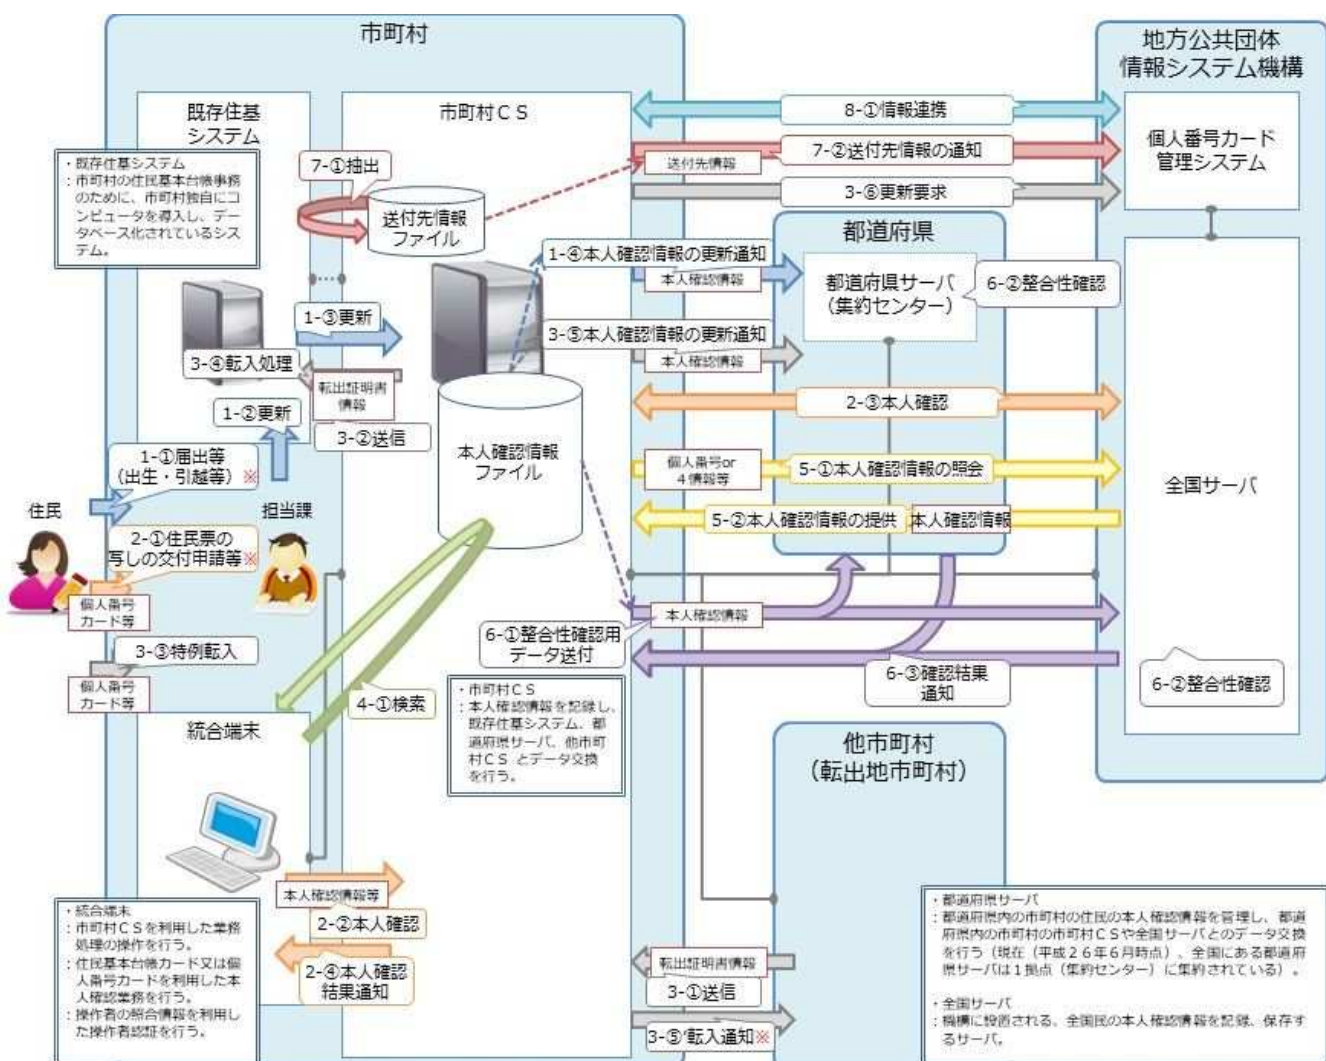 市町村
地方公共団体
情報システム機構
既存住基
システム
市町村CS
・既存住基システム
：市町村の住民基本台帳事務
のために、市町村独自にコ
ンピュータを導入し、デー
タベース化されているシス
テム。
7-①抽出
送付先情報
ファイル
8-①情報連携
送付先情報
7-②送付先情報の通知
3-⑥更新要求
個人番号カード
管理システム
都道府県
1-④本人確認情報の更新通知
本人確認情報
都道府県サーバ
（集約センター）
6-②整合性確認
1-③更新
3-⑤本人確認情報の更新通知
本人確認情報
3-④転入処理
転出証明書
情報
1-②更新
3-②送信
2-③本人確認
本人確認情報
ファイル
1-①届出等
（出生・引越等）※
個人番号or
４情報等
5-①本人確認情報の照会
全国サーバ
住民
担当課
5-②本人確認情報の提供
本人確認情報
2-①住民票の
写しの交付申請等※
個人番号
カード等
本人確認情報
6-①整合性確認用
データ送付
3-③特例転入
個人番号
カード等
6-③確認結果
通知
6-②整合性確認
4-①検索
・市町村CS
：本人確認情報を記録し、
既存住基システム、都
道府県サーバ、他市町
村CS とデータ交換
を行う。
統合端末
他市町村
（転出地市町村）
本人確認情報等
2-②本人確認
2-④本人確認
結果通知
・統合端末
：市町村CSを利用した業務
処理の操作を行う。
：住民基本台帳カード又は個
人番号カードを利用した本
人確認業務を行う。
：操作者の照合情報を利用し
た操作者認証を行う。
転出証明書情報
3-①送信
3-⑤'転入通知※
・都道府県サーバ
：都道府県内の市町村の住民の本人確認情報を管理し、都道
府県内の市町村の市町村CSや全国サーバとのデータ交換
を行う（現在（平成２６年６月時点）、全国にある都道府
県サーバは１拠点（集約センター）に集約されている）。
・全国サーバ
：機構に設置される、全国民の本人確認情報を記録、保存す
るサーバ。